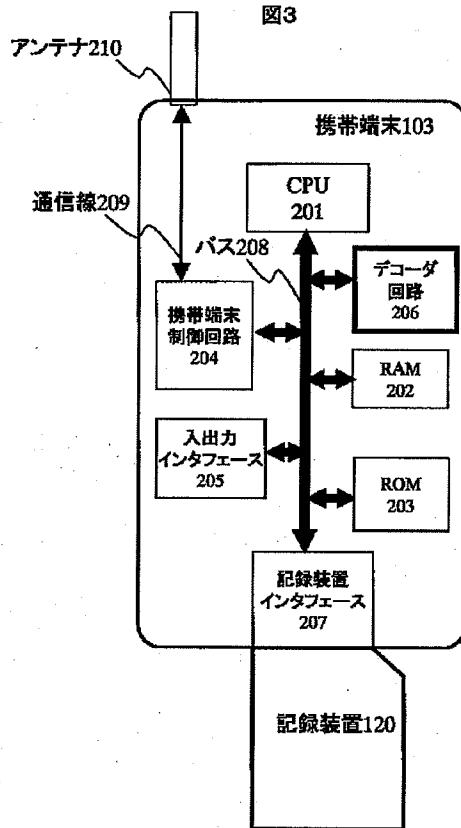 図3
アンテナ210
携帯端末103
CPU
201
通信線209
バス208
デコーダ
回路
206
携帯端末
制御回路
204
RAM
202
入出力
インタフェース
205
ROM
203
記録装置
インタフェース
207
記録装置120